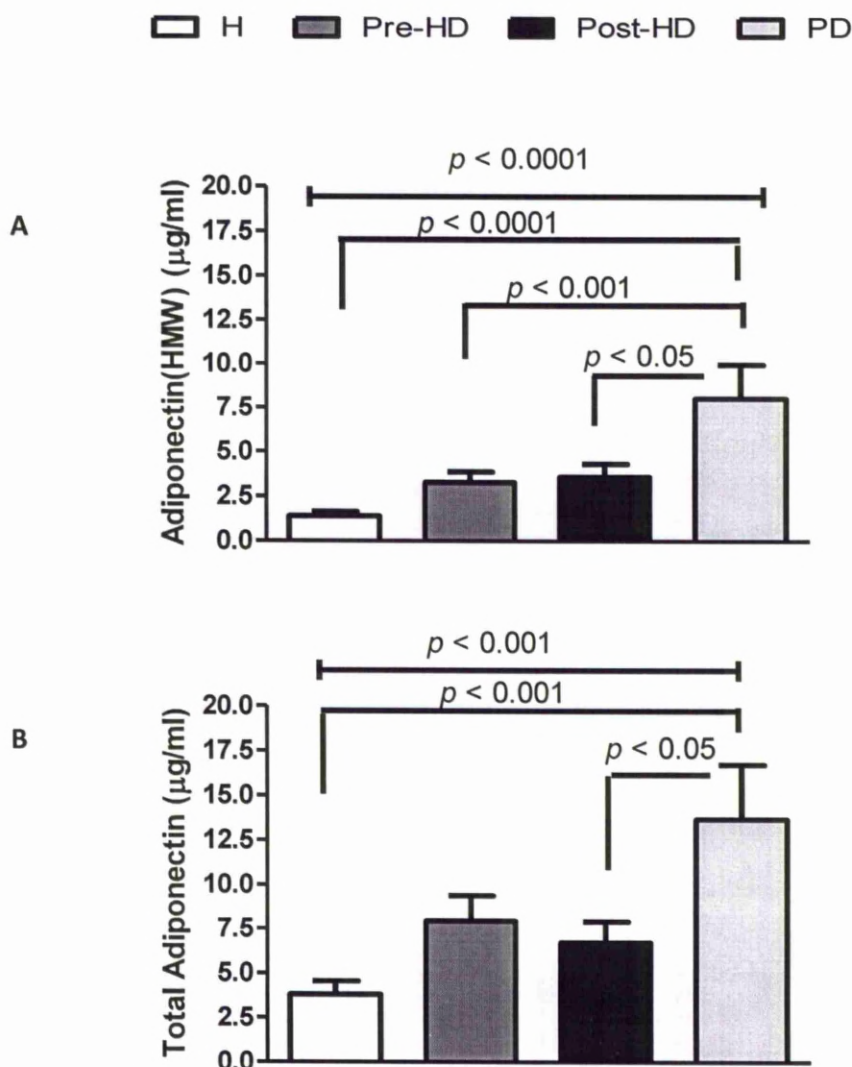 H Pre-HD Post-HD PD
A
p < 0.0001
p < 0.0001
p < 0.001
p < 0.05
Adiponectin(HMW) (µg/ml)
20.0
17.5
15.0
12.5
10.0
7.5
5.0
2.5
0.0
B
p < 0.001
p < 0.001
p < 0.05
Total Adiponectin (µg/ml)
20.0
17.5
15.0
12.5
10.0
7.5
5.0
2.5
0.0